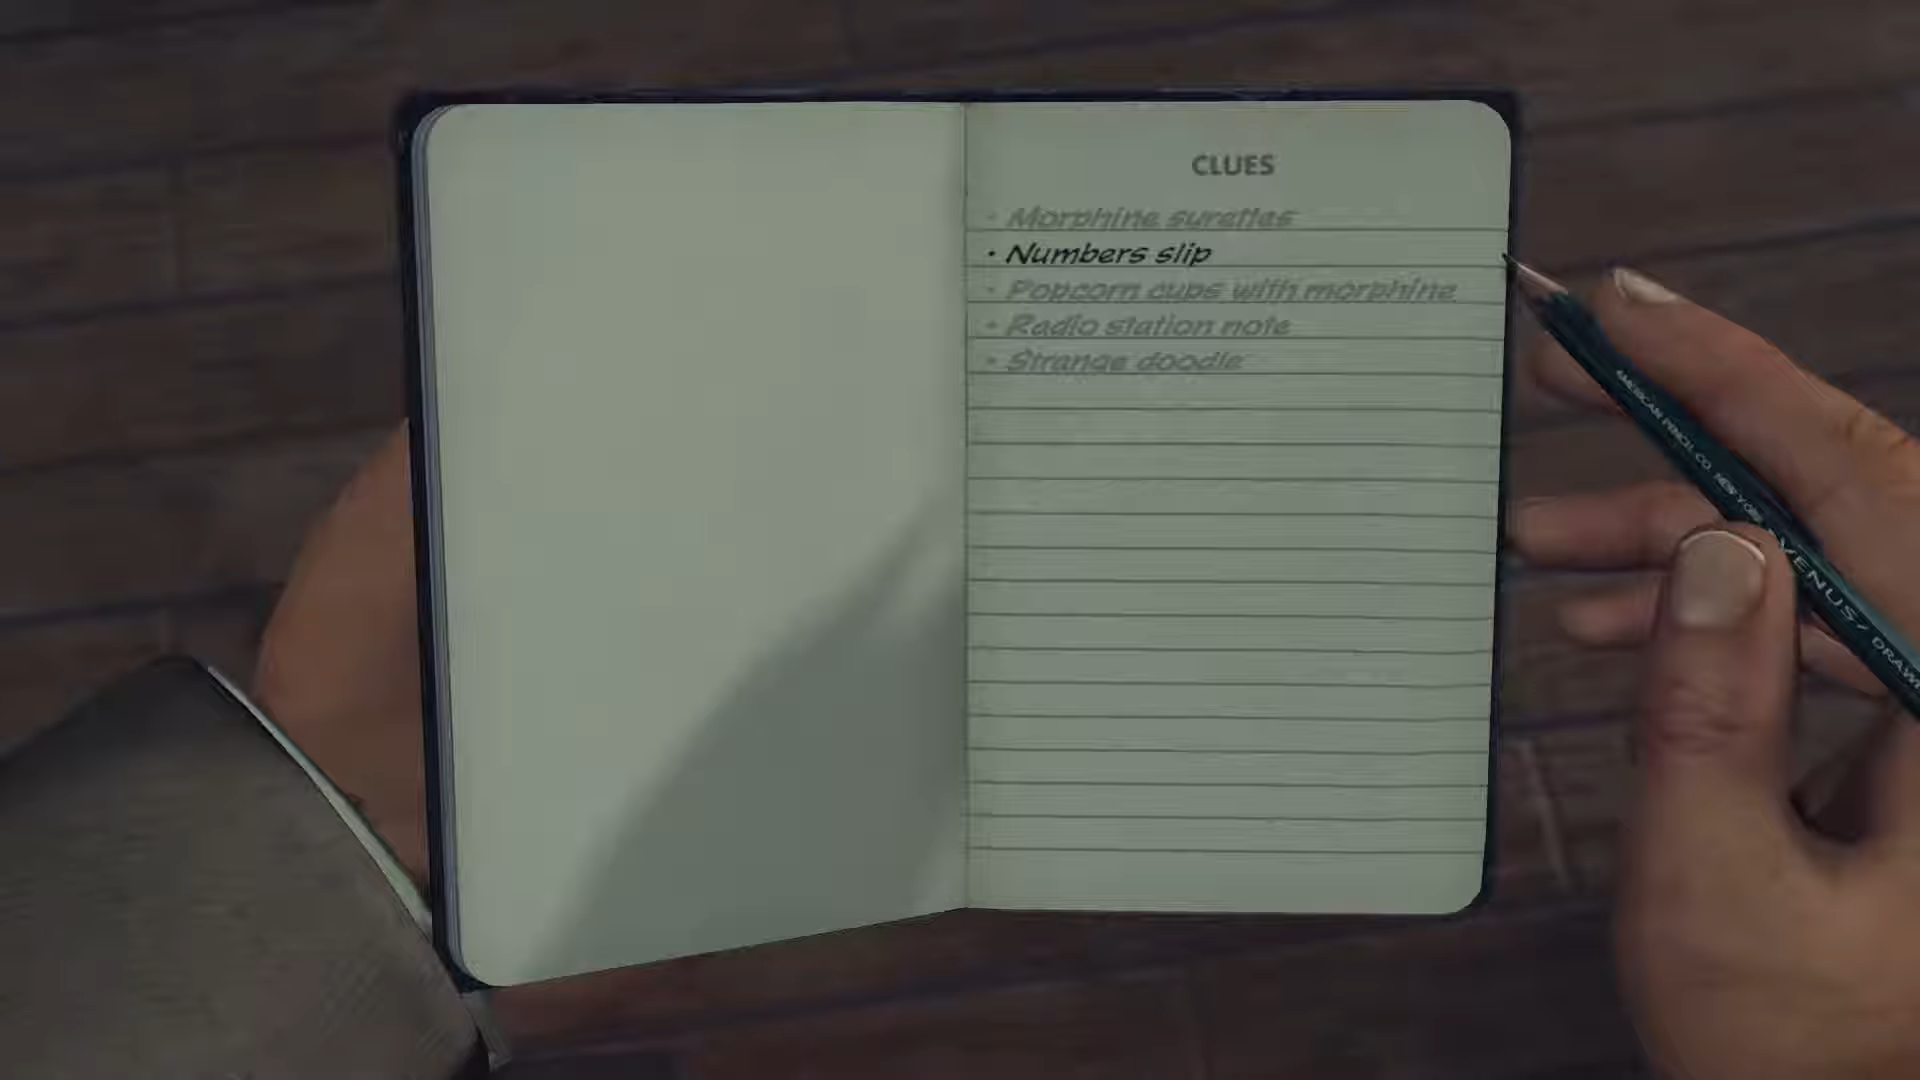 CLUES
• Morphine surettes
• Numbers slip
• Popcorn cups with morphine
• Radio station note
• Strange doodle
AMERICAN PENCIL CO. NEW YORK VENUS